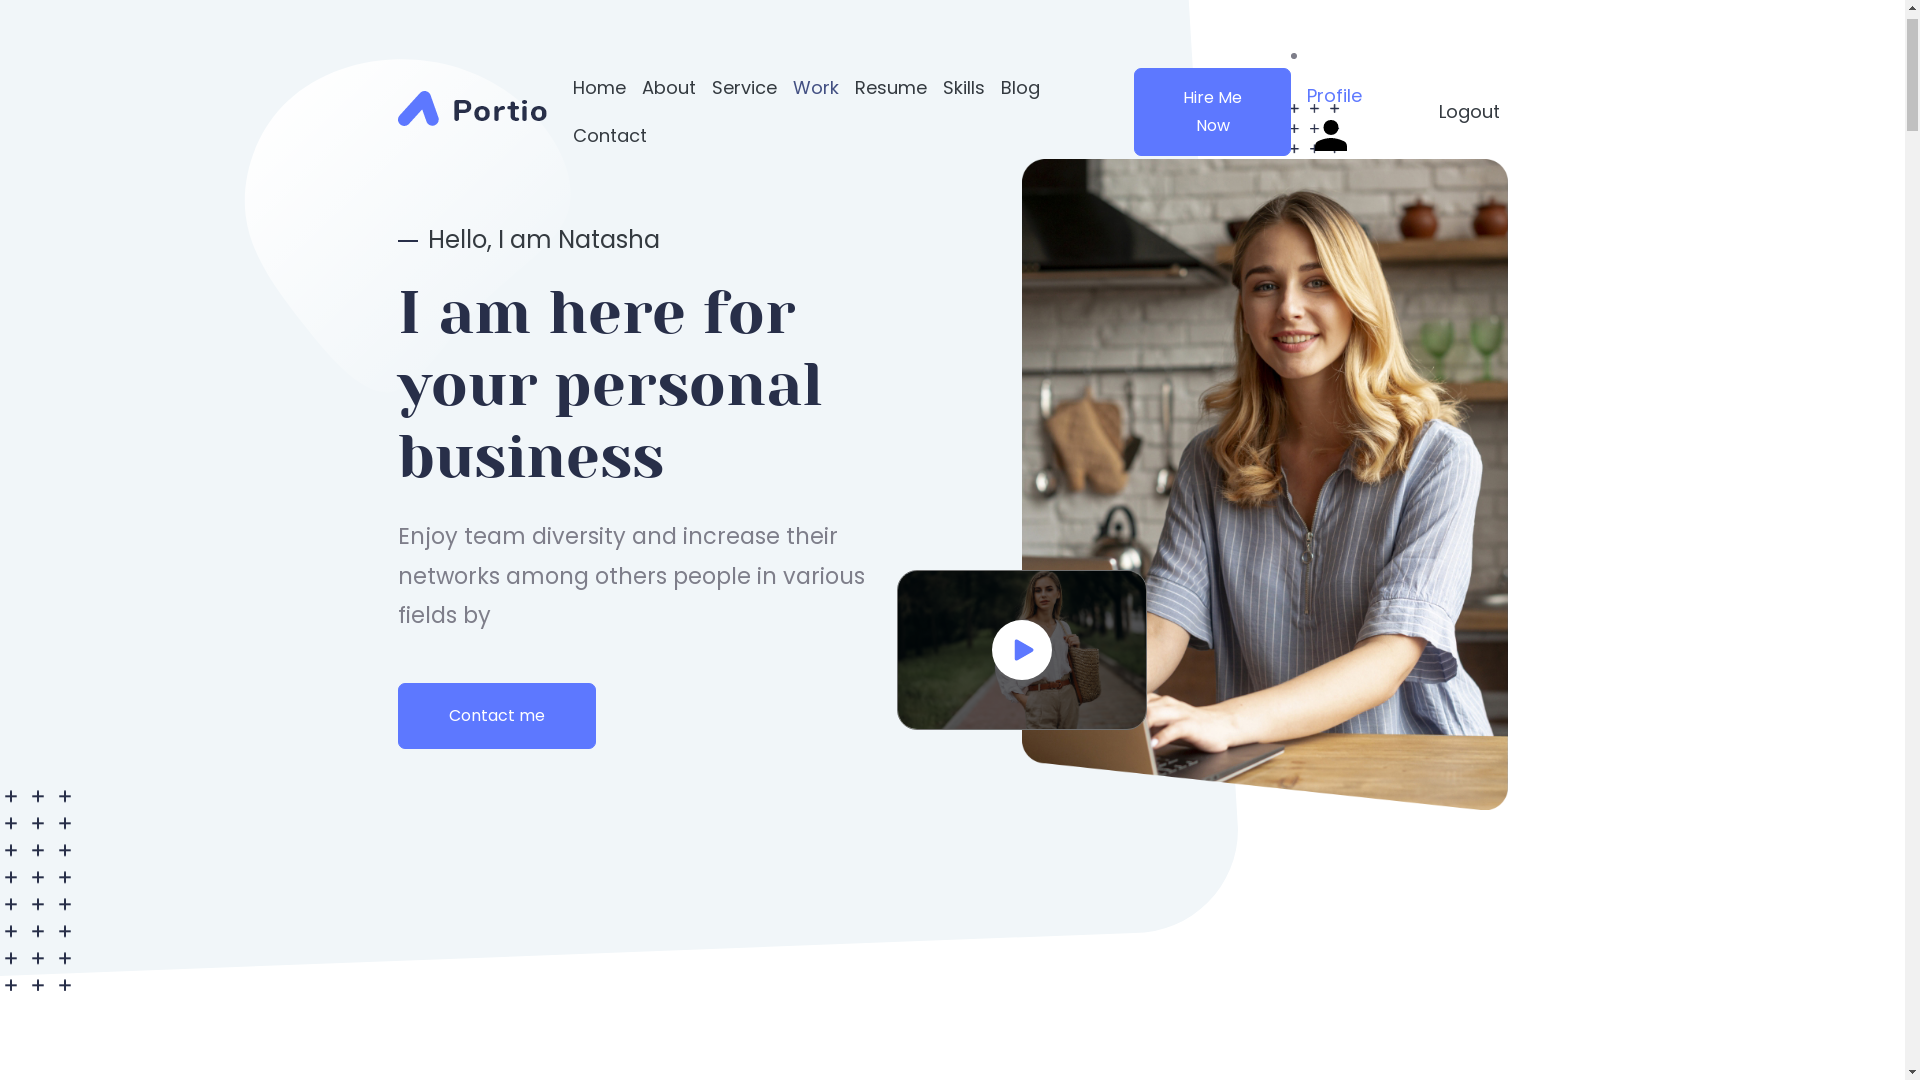 Portio
Home About Service Work Resume Skills Blog
Contact
Hire Me
Now
Profile
Logout
Hello, I am Natasha
I am here for
your personal
business
Enjoy team diversity and increase their
networks among others people in various
fields by
Contact me